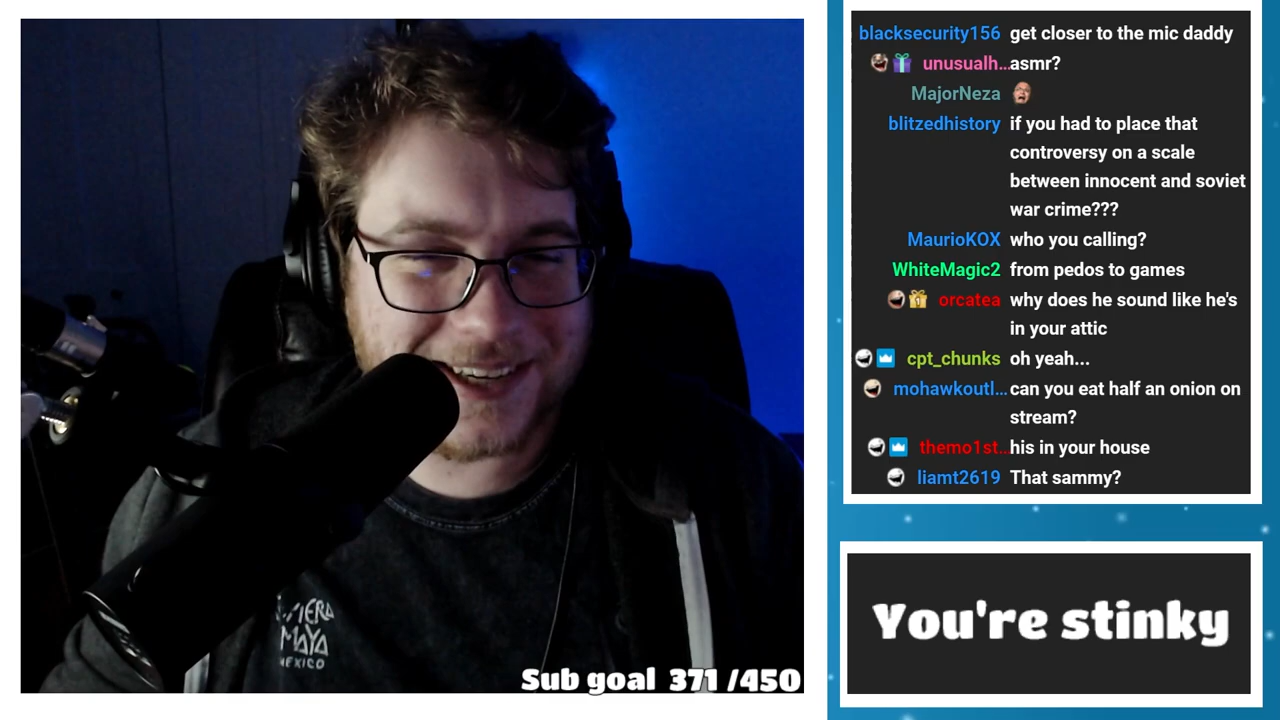 blacksecurity156 get closer to the mic daddy
unusualh... asmr?
MajorNeza
blitzedhistory if you had to place that
controversy on a scale
between innocent and soviet
war crime???
MaurioKOX who you calling?
WhiteMagic2 from pedos to games
orcatea why does he sound like he's
in your attic
cpt_chunks oh yeah...
mohawkoutl... can you eat half an onion on
stream?
themo1st... his in your house
liamt2619 That sammy?
You're stinky
MAYA
MEXICO
Sub goal 371 /450